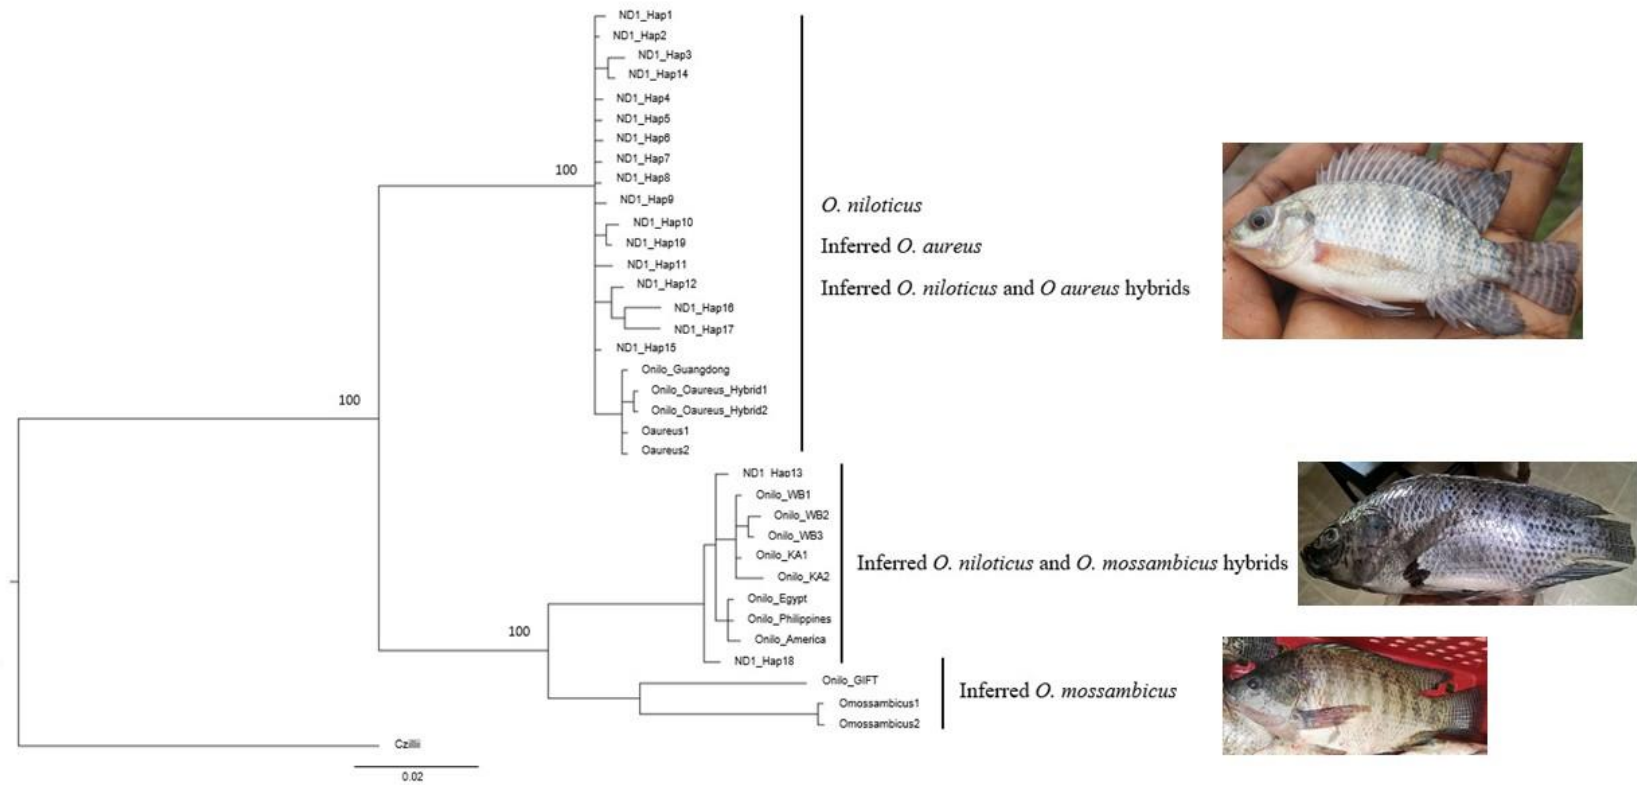 ND1_Hap1
ND1_Hap2
ND1_Hap3
ND1_Hap14
ND1_Hap4
ND1_Hap5
ND1_Hap6
ND1_Hap7
100
ND1_Hap8
ND1_Hap9
O. niloticus
ND1_Hap10
ND1_Hap19
Inferred O. aureus
ND1_Hap11
ND1_Hap12
Inferred O. niloticus and O aureus hybrids
ND1_Hap16
ND1_Hap17
ND1_Hap15
Onilo_Guangdong
Onilo_Oaureus_Hybrid1
100
Onilo_Oaureus_Hybrid2
Oaureus1
Oaureus2
ND1_Hap13
Onilo_WB1
Onilo_WB2
Onilo_WB3
Onilo_KA1
Inferred O. niloticus and O. mossambicus hybrids
Onilo_KA2
Onilo_Egypt
Onilo_Philippines
100
Onilo_America
ND1_Hap18
Onilo_GIFT
Inferred O. mossambicus
Omossambicus1
Omossambicus2
Czillii
0.02